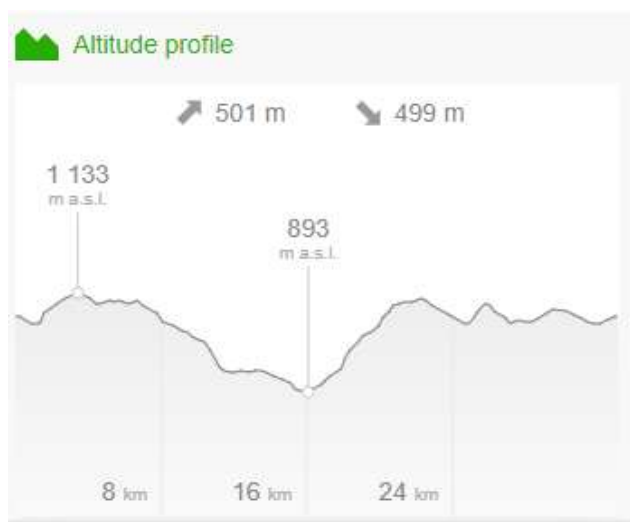 Altitude profile
501 m 499 m
1 133
m a.s.l.
893
m a.s.l.
8 km 16 km 24 km